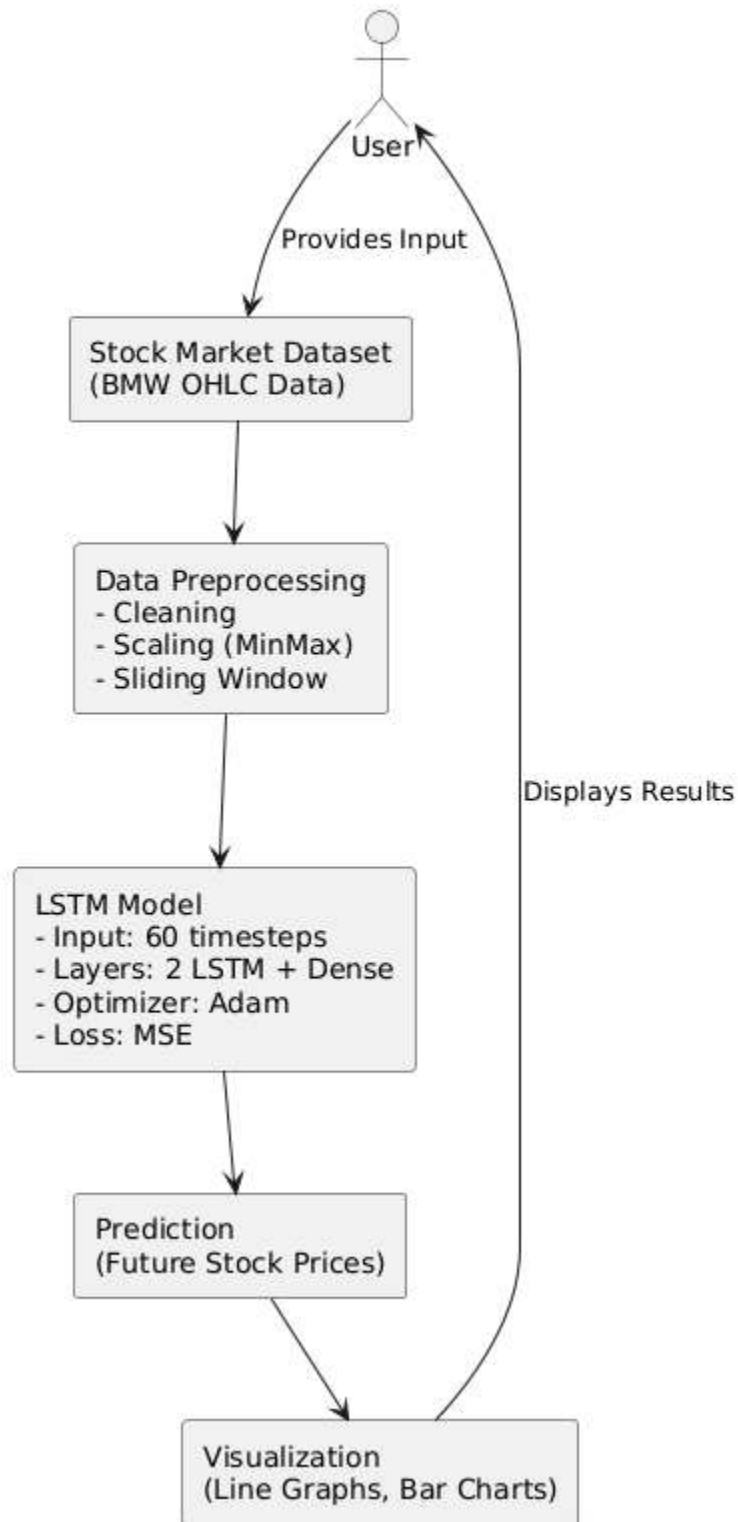 User
Provides Input
Stock Market Dataset
(BMW OHLC Data)
Data Preprocessing
- Cleaning
- Scaling (MinMax)
- Sliding Window
Displays Results
LSTM Model
- Input: 60 timesteps
- Layers: 2 LSTM + Dense
- Optimizer: Adam
- Loss: MSE
Prediction
(Future Stock Prices)
Visualization
(Line Graphs, Bar Charts)